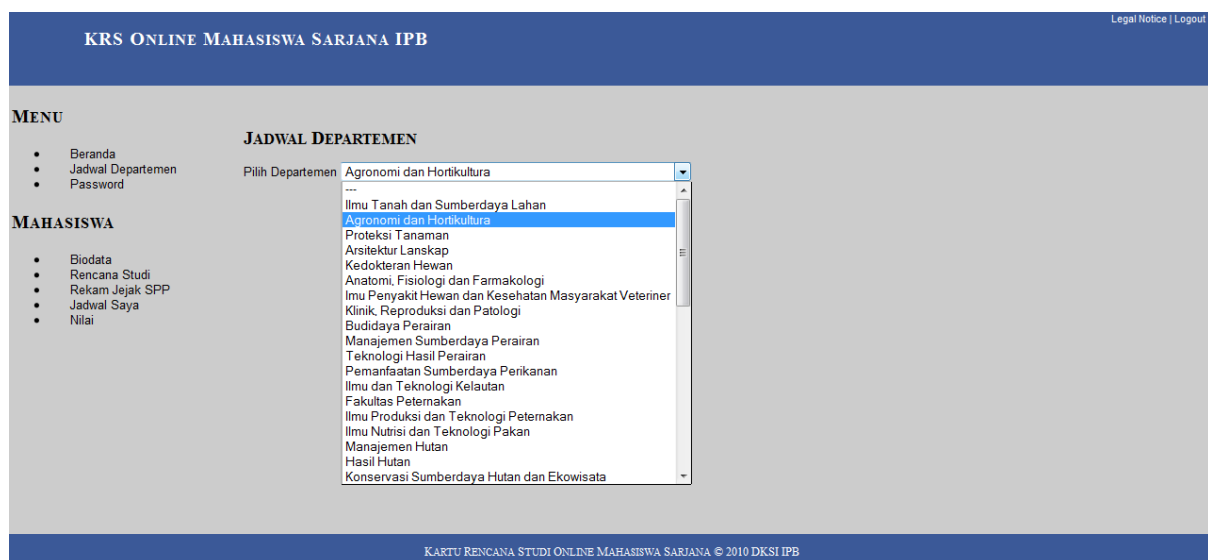 Legal Notice | Logout
KRS ONLINE MAHASISWA SARJANA IPB
MENU
Beranda
Jadwal Departemen
Password
MAHASISWA
Biodata
Rencana Studi
Rekam Jejak SPP
Jadwal Saya
Nilai
JADWAL DEPARTEMEN
Pilih Departemen Agronomi dan Hortikultura
---
Ilmu Tanah dan Sumberdaya Lahan
Agronomi dan Hortikultura
Proteksi Tanaman
Arsitektur Lanskap
Kedokteran Hewan
Anatomi, Fisiologi dan Farmakologi
Imu Penyakit Hewan dan Kesehatan Masyarakat Veteriner
Klinik, Reproduksi dan Patologi
Budidaya Perairan
Manajemen Sumberdaya Perairan
Teknologi Hasil Perairan
Pemanfaatan Sumberdaya Perikanan
Ilmu dan Teknologi Kelautan
Fakultas Peternakan
Ilmu Produksi dan Teknologi Peternakan
Ilmu Nutrisi dan Teknologi Pakan
Manajemen Hutan
Hasil Hutan
Konservasi Sumberdaya Hutan dan Ekowisata
KARTU RENCANA STUDI ONLINE MAHASISWA SARJANA © 2010 DKSI IPB